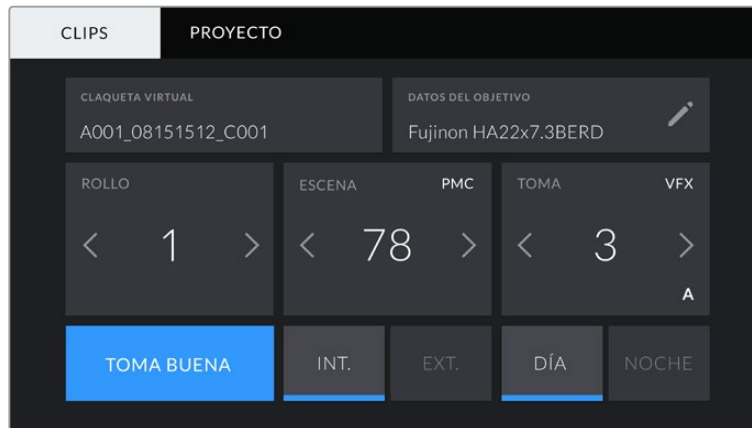 CLIPS PROYECTO
CLAQUETA VIRTUAL DATOS DEL OBJETIVO
A001_08151512_C001 Fujinon HA22x7.3BERD
ROLLO ESCENA PMC TOMA VFX
< 1 > < 78 > < 3 >
A
TOMA BUENA INT. EXT. DÍA NOCHE